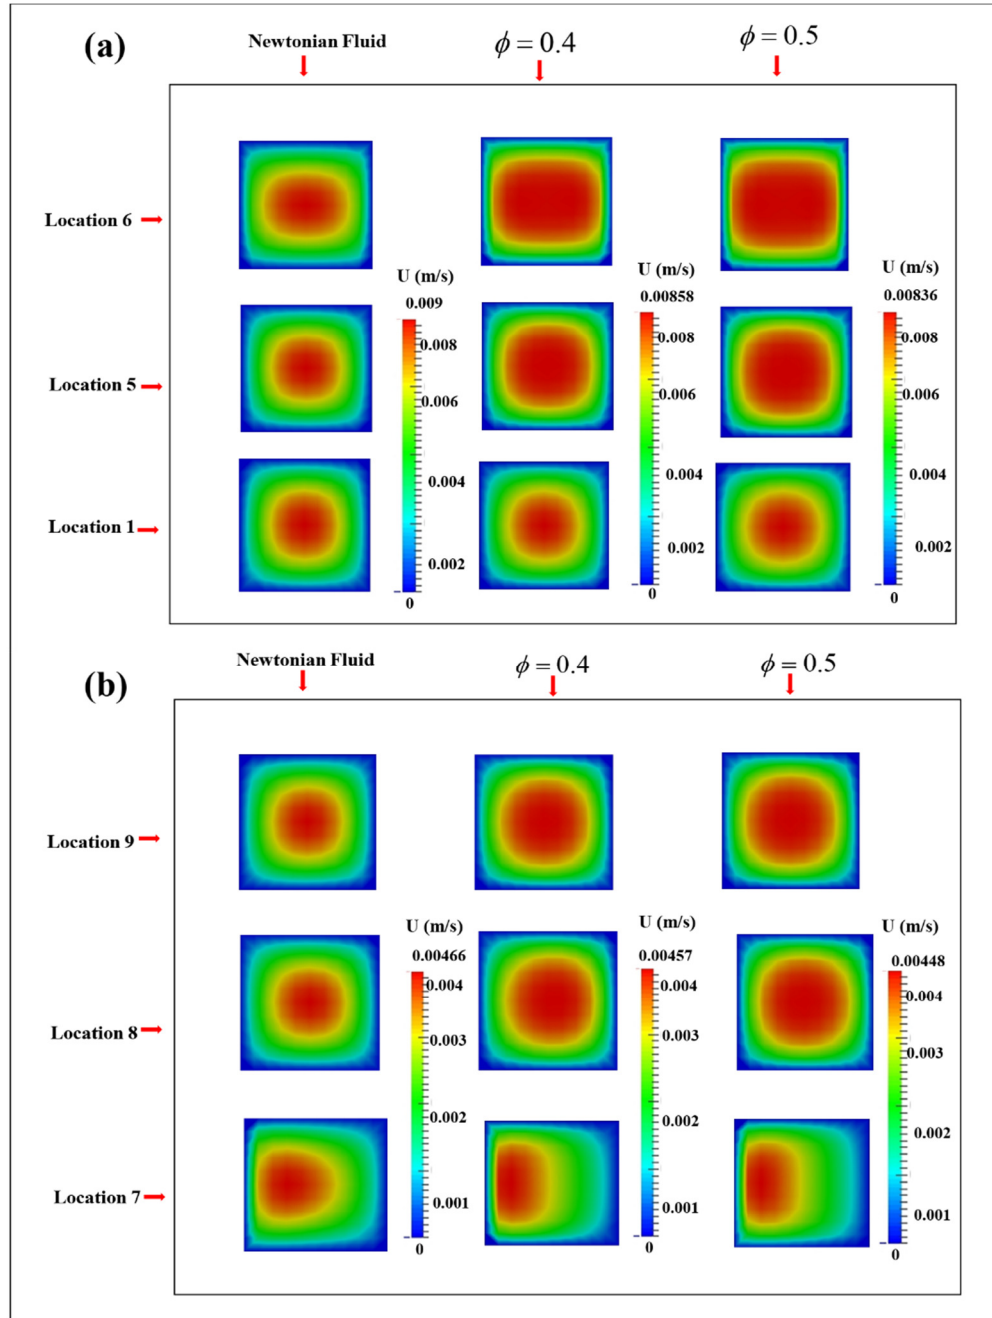 (a)
Newtonian Fluid
ϕ = 0.4
ϕ = 0.5
Location 6
U (m/s)
0.009
0.008
0.006
0.004
0.002
0
U (m/s)
0.00858
0.008
0.006
0.004
0.002
0
U (m/s)
0.00836
0.008
0.006
0.004
0.002
0
Location 5
Location 1
(b)
Newtonian Fluid
ϕ = 0.4
ϕ = 0.5
Location 9
U (m/s)
0.00466
0.004
0.003
0.002
0.001
0
U (m/s)
0.00457
0.004
0.003
0.002
0.001
0
U (m/s)
0.00448
0.004
0.003
0.002
0.001
0
Location 8
Location 7